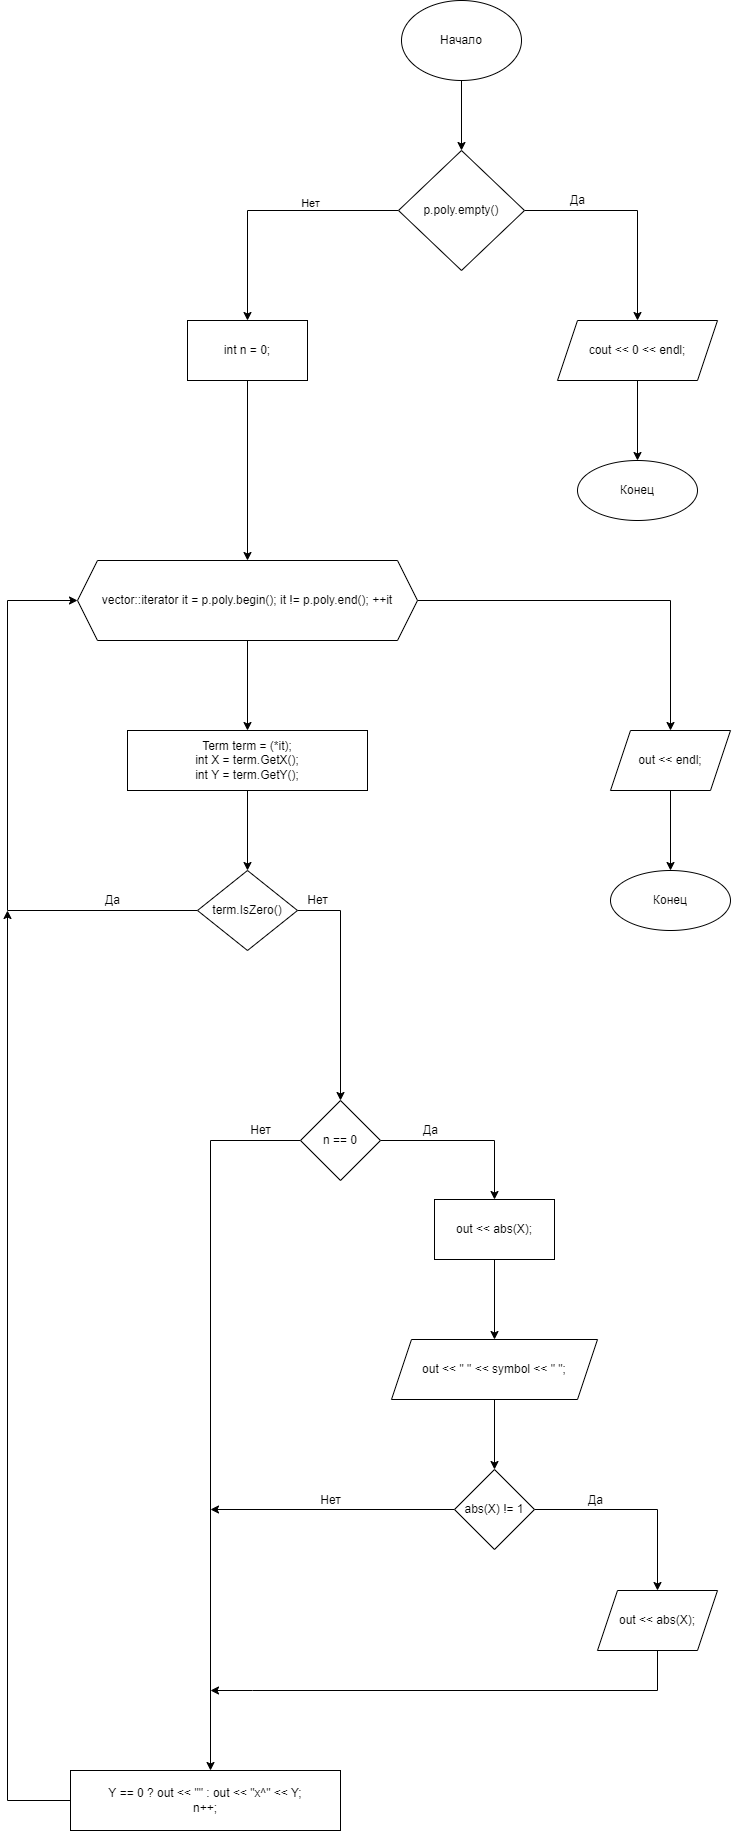 Начало
p.poly.empty()
Нет
Да
int n = 0;
cout << 0 << endl;
Конец
vector::iterator it = p.poly.begin(); it != p.poly.end(); ++it
Term term = (*it);
int X = term.GetX();
int Y = term.GetY();
out << endl;
Конец
term.IsZero()
Да
Нет
n == 0
Нет
Да
out << abs(X);
out << " " << symbol << " ";
abs(X) != 1
Нет
Да
out << abs(X);
Y == 0 ? out << "" : out << "x^" << Y;
n++;